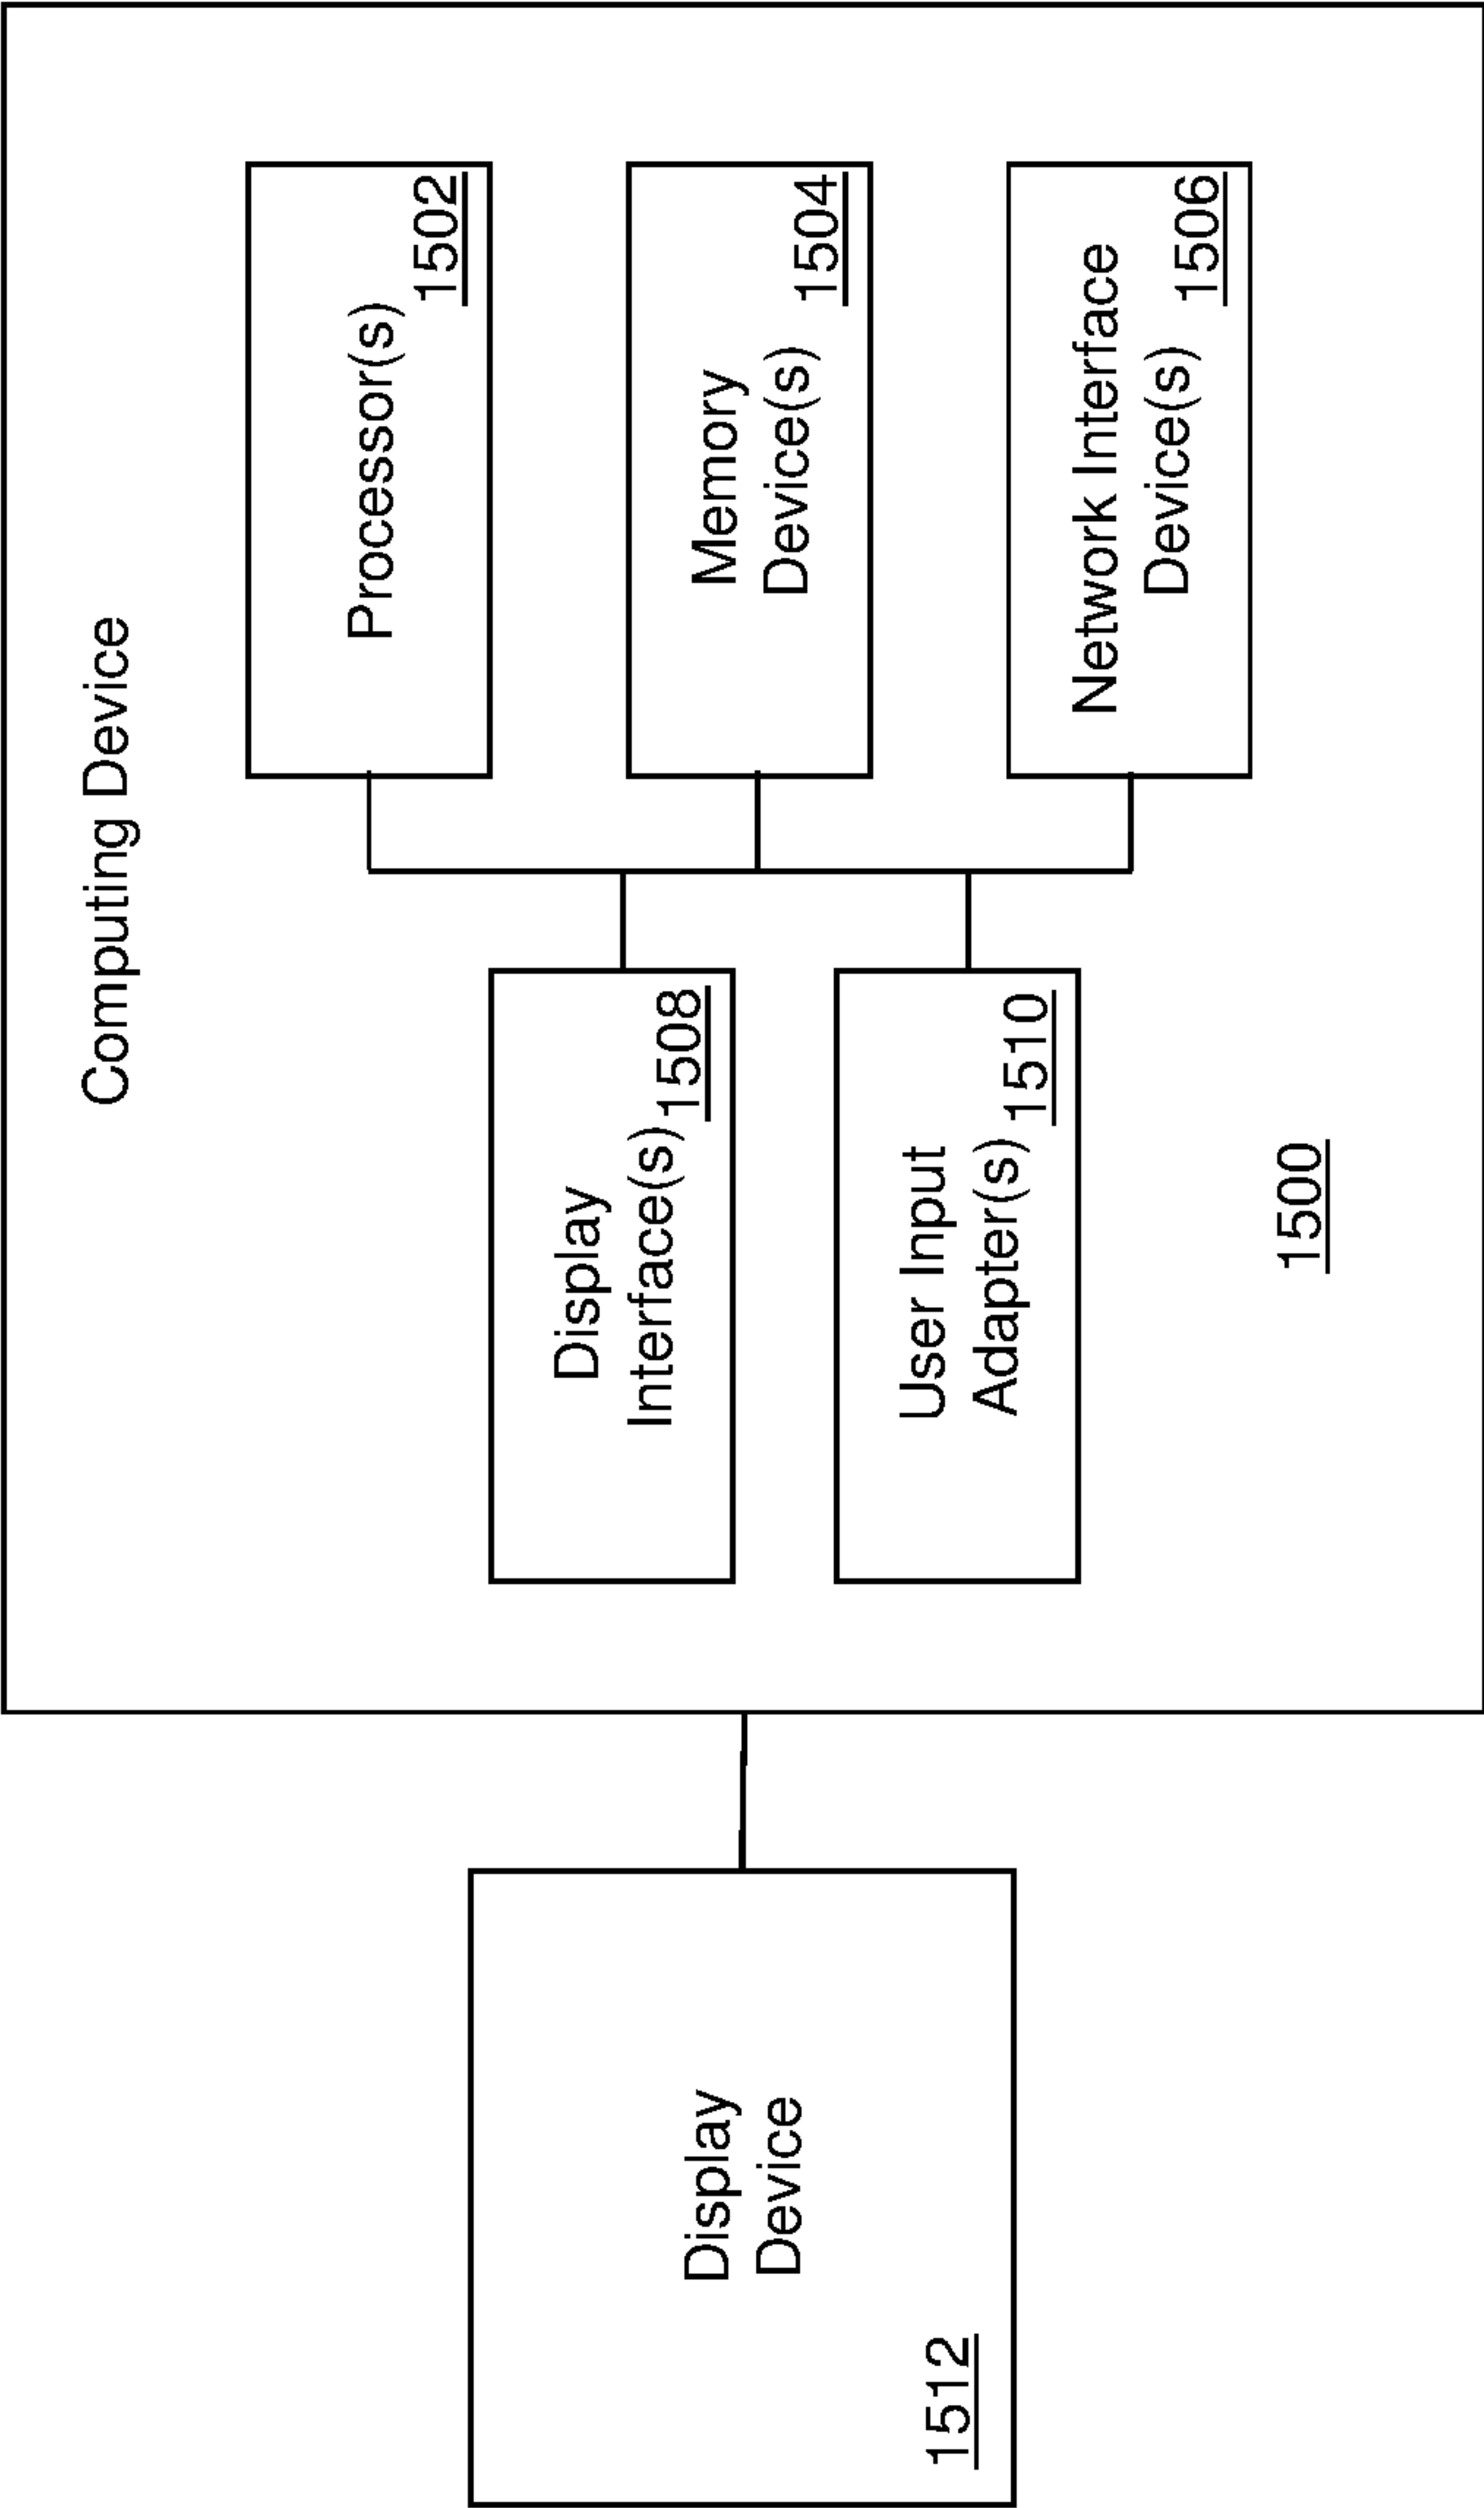 Computing Device
Processor(s)
1502
Display
Interface(s)
1508
Memory
Device(s)
1504
User Input
Adapter(s)
1510
Network Interface
Device(s)
1506
1500
Display
Device
1512